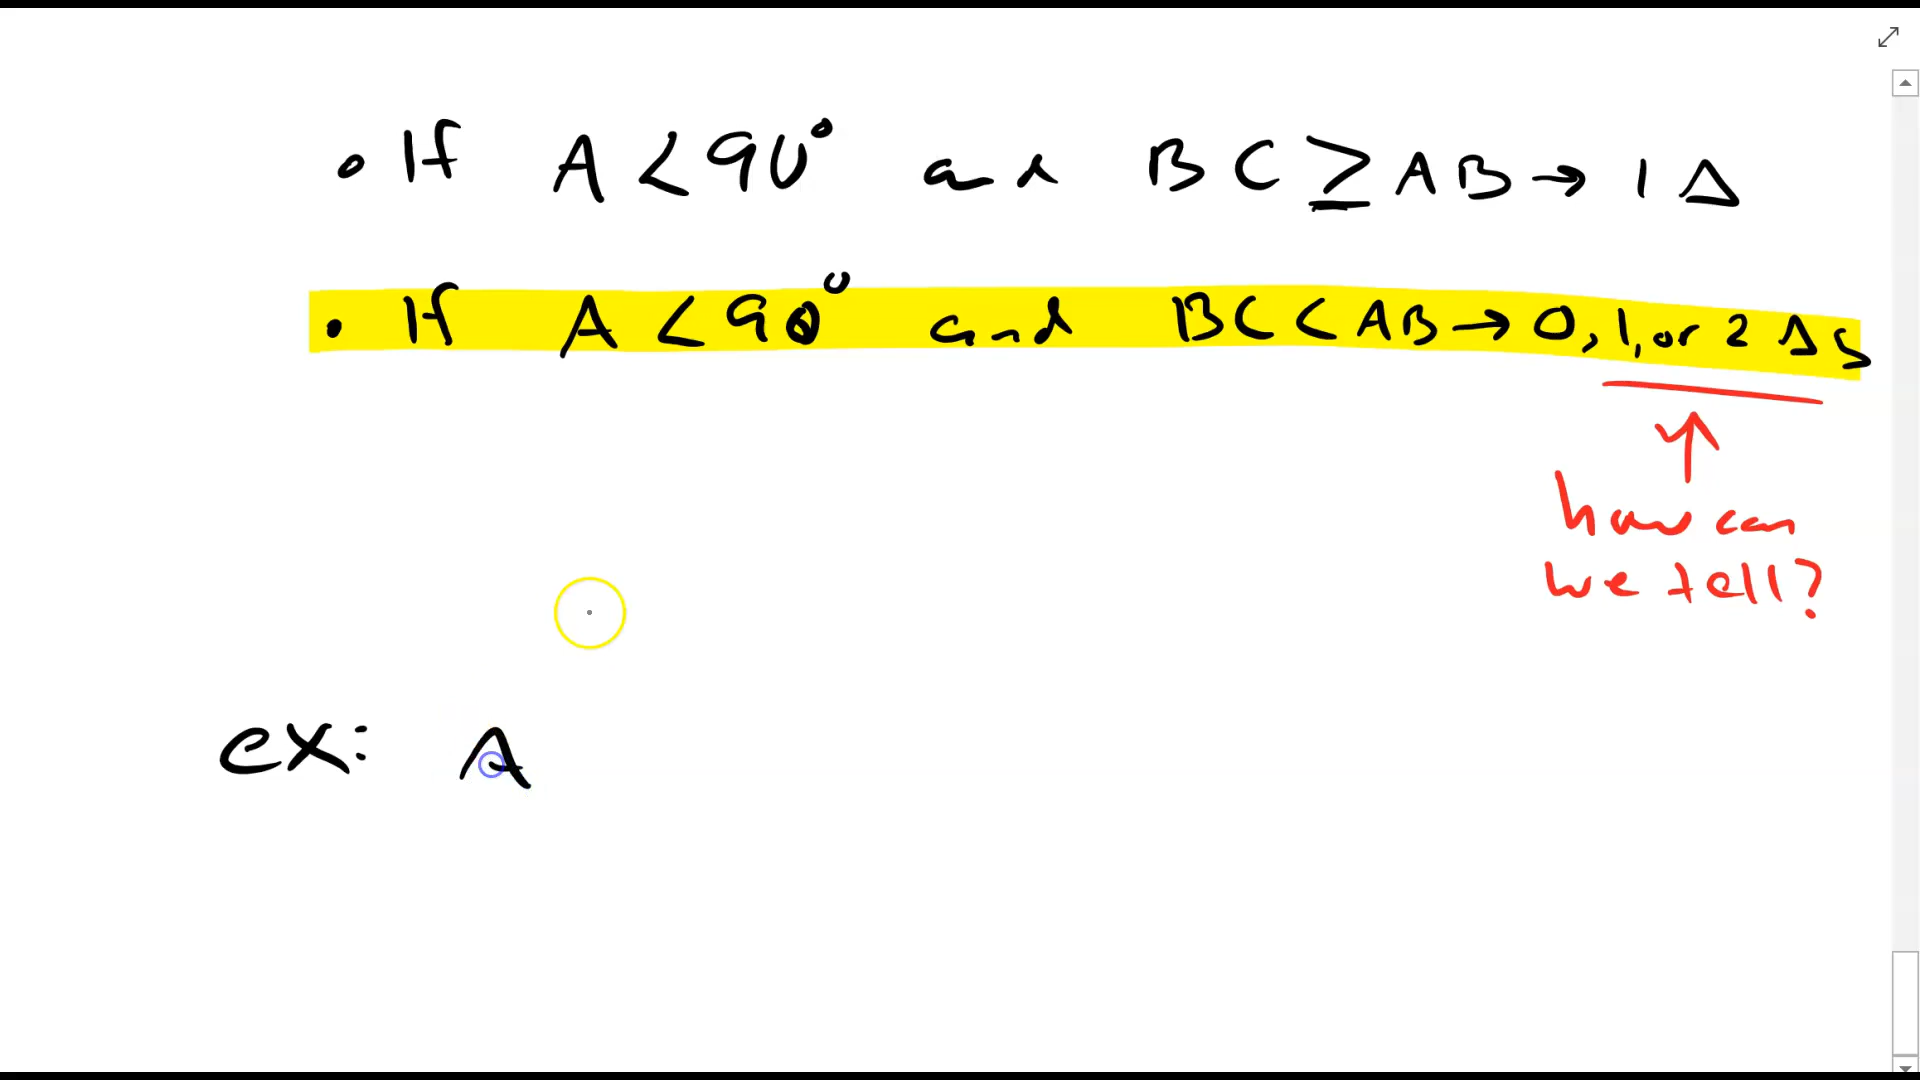 • If A < 90° and BC ≥ AB → 1 Δ
• If A < 90° and BC < AB → 0, 1, or 2 Δs
how can
we tell?
ex: A